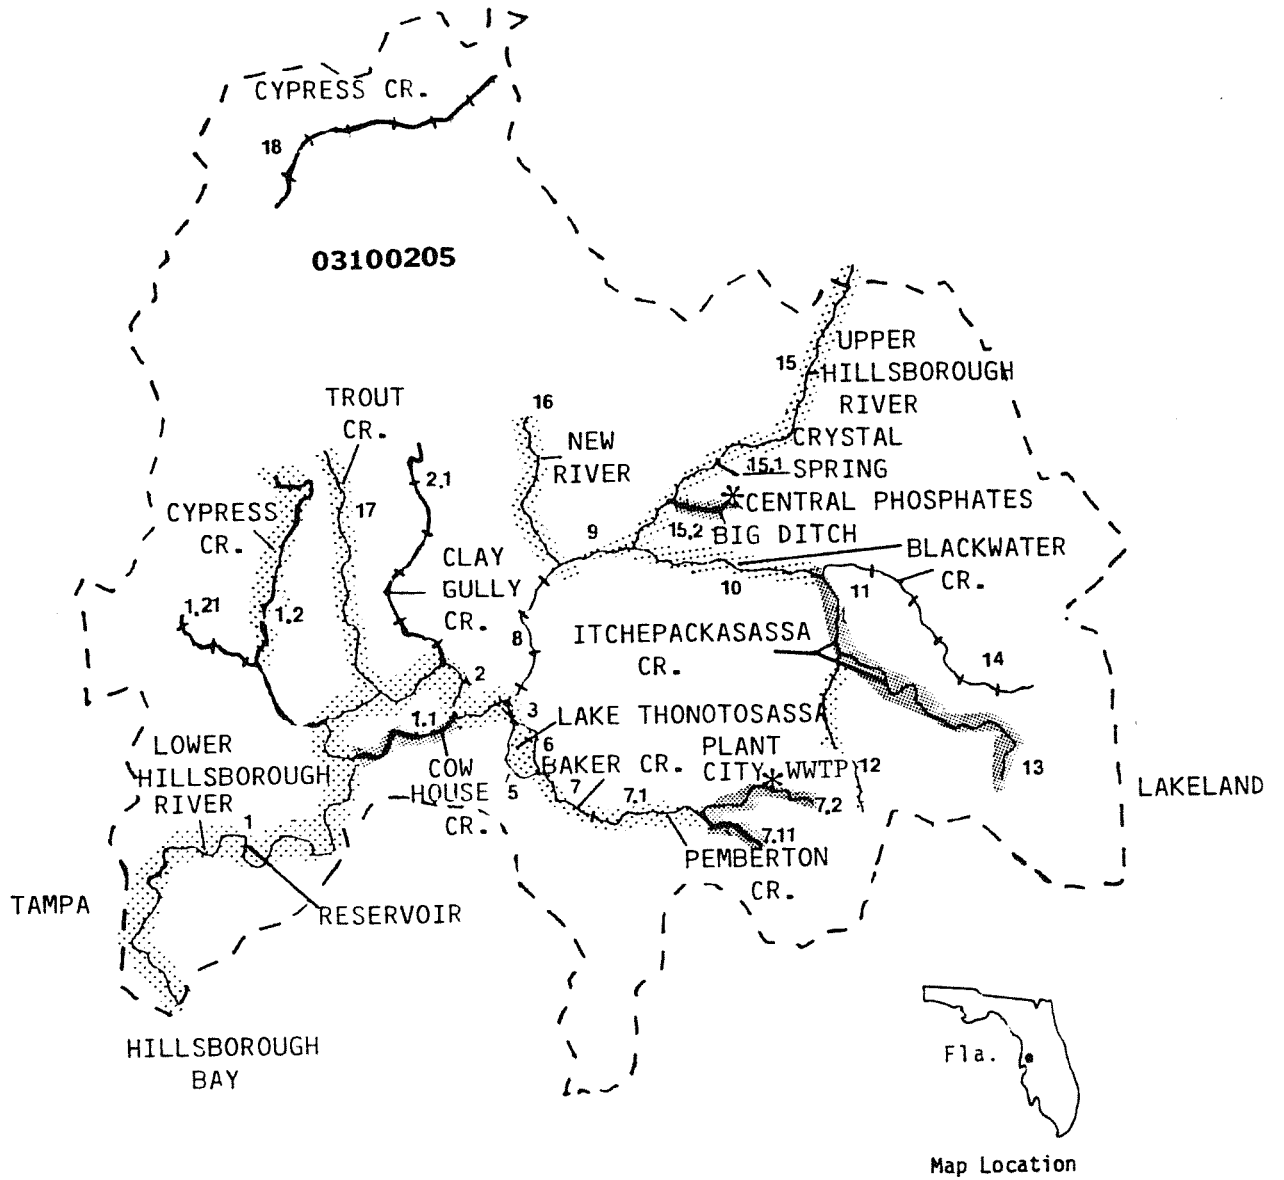 CYPRESS CR.
18
03100205
UPPER
15
HILLSBOROUGH
RIVER
TROUT
CR.
16
NEW
RIVER
CRYSTAL
15.1
SPRING
2.1
CENTRAL PHOSPHATES
CYPRESS
CR.
17
9
15.2
BIG DITCH
CLAY
GULLY
CR.
BLACKWATER
CR.
10
11
1.21
1.2
8
ITCHEPACKASASSA
CR.
14
2
3
1.1
LAKE THONOTOSASSA
LOWER
HILLSBOROUGH
RIVER
COW
HOUSE
CR.
6
5
BAKER CR.
PLANT
CITY WWTP
12
13
LAKELAND
7
7.1
7.2
7.11
1
PEMBERTON
CR.
TAMPA
RESERVOIR
HILLSBOROUGH
BAY
Fla.
Map Location